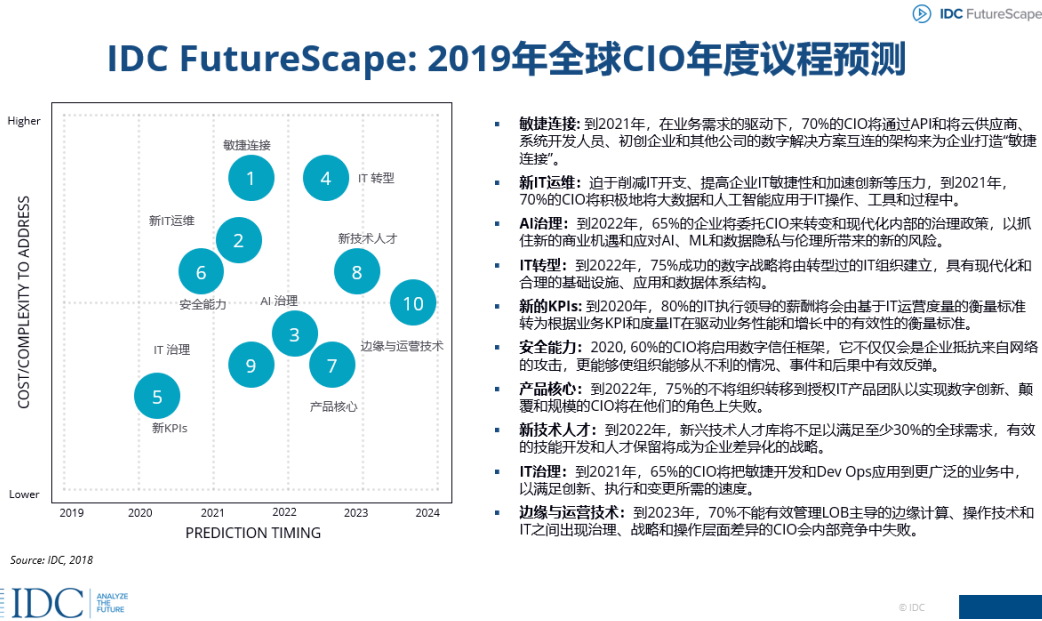 IDC FutureScape
IDC FutureScape: 2019年全球CIO年度议程预测
Higher
COST/COMPLEXITY TO ADDRESS
Lower
敏捷连接
1
4
IT 转型
新IT运维
2
新技术人才
6
8
安全能力
AI 治理
10
3
边缘与运营技术
IT 治理
9
7
5
产品核心
新KPIs
2019
2020
2021
2022
2023
2024
PREDICTION TIMING
Source: IDC, 2018
▪ 敏捷连接: 到2021年，在业务需求的驱动下，70%的CIO将通过API和将云供应商、
系统开发人员、初创企业和其他公司的数字解决方案互连的架构来为企业打造“敏捷
连接”。
▪ 新IT运维：迫于削减IT开支、提高企业IT敏捷性和加速创新等压力，到2021年，
70%的CIO将积极地将大数据和人工智能应用于IT操作、工具和过程中。
▪ AI治理：到2022年，65%的企业将委托CIO来转变和现代化内部的治理政策，以抓
住新的商业机遇和应对AI、ML和数据隐私与伦理所带来的新的风险。
▪ IT转型：到2022年，75%成功的数字战略将由转型过的IT组织建立，具有现代化和
合理的基础设施、应用和数据体系结构。
▪ 新的KPIs: 到2020年，80%的IT执行领导的薪酬将会由基于IT运营度量的衡量标准
转为根据业务KPI和度量IT在驱动业务性能和增长中的有效性的衡量标准。
▪ 安全能力：2020, 60%的CIO将启用数字信任框架，它不仅仅会是企业抵抗来自网络
的攻击，更能够使组织能够从不利的情况、事件和后果中有效反弹。
▪ 产品核心：到2022年，75%的不将组织转移到授权IT产品团队以实现数字创新、颠
覆和规模的CIO将在他们的角色上失败。
▪ 新技术人才：到2022年，新兴技术人才库将不足以满足至少30%的全球需求，有效
的技能开发和人才保留将成为企业差异化的战略。
▪ IT治理：到2021年，65%的CIO将把敏捷开发和Dev Ops应用到更广泛的业务中，
以满足创新、执行和变更所需的速度。
▪ 边缘与运营技术：到2023年，70%不能有效管理LOB主导的边缘计算、操作技术和
IT之间出现治理、战略和操作层面差异的CIO会内部竞争中失败。
IDC
ANALYZE
THE
FUTURE
© IDC